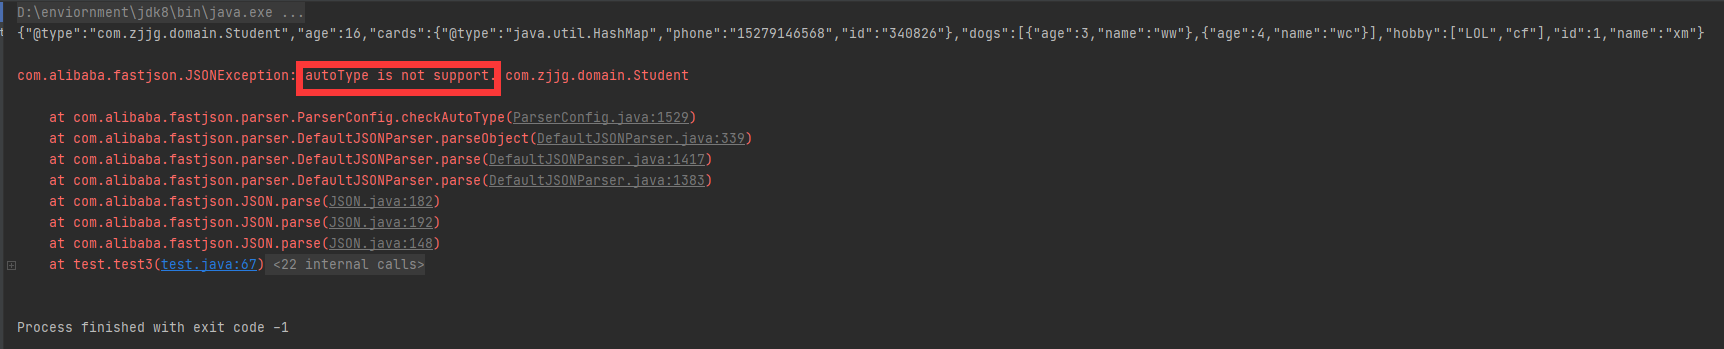 D:\enviornment\jdk8\bin\java.exe ...
{"@type":"com.zjjg.domain.Student","age":16,"cards":{"@type":"java.util.HashMap","phone":"15279146568","id":"340826"},"dogs":[{"age":3,"name":"ww"},{"age":4,"name":"wc"}],"hobby":["LOL","cf"],"id":1,"name":"xm"}
com.alibaba.fastjson.JSONException: autoType is not support. com.zjjg.domain.Student
at com.alibaba.fastjson.parser.ParserConfig.checkAutoType(ParserConfig.java:1529)
at com.alibaba.fastjson.parser.DefaultJSONParser.parseObject(DefaultJSONParser.java:339)
at com.alibaba.fastjson.parser.DefaultJSONParser.parse(DefaultJSONParser.java:1417)
at com.alibaba.fastjson.parser.DefaultJSONParser.parse(DefaultJSONParser.java:1383)
at com.alibaba.fastjson.JSON.parse(JSON.java:182)
at com.alibaba.fastjson.JSON.parse(JSON.java:192)
at com.alibaba.fastjson.JSON.parse(JSON.java:148)
at test.test3(test.java:67) <22 internal calls>
Process finished with exit code -1